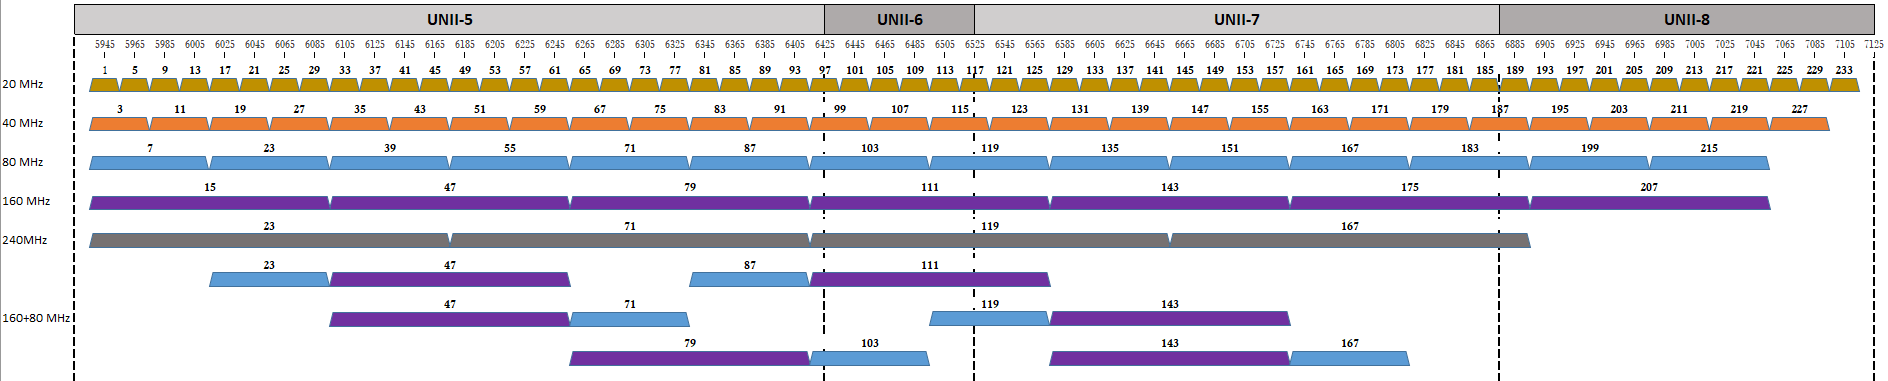 UNII-5 UNII-6 UNII-7 UNII-8
5945 5965 5985 6005 6025 6045 6065 6085 6105 6125 6145 6165 6185 6205 6225 6245 6265 6285 6305 6325 6345 6365 6385 6405 6425 6445 6465 6485 6505 6525 6545 6565 6585 6605 6625 6645 6665 6685 6705 6725 6745 6765 6785 6805 6825 6845 6865 6885 6905 6925 6945 6965 6985 7005 7025 7045 7065 7085 7105 7125
1 5 9 13 17 21 25 29 33 37 41 45 49 53 57 61 65 69 73 77 81 85 89 93 97 101 105 109 113 117 121 125 129 133 137 141 145 149 153 157 161 165 169 173 177 181 185 189 193 197 201 205 209 213 217 221 225 229 233
20 MHz
3 11 19 27 35 43 51 59 67 75 83 91 99 107 115 123 131 139 147 155 163 171 179 187 195 203 211 219 227
40 MHz
7 23 39 55 71 87 103 119 135 151 167 183 199 215
80 MHz
15 47 79 111 143 175 207
160 MHz
23 71 119 167
240MHz
23 47 87 111
47 71 119 143
160+80 MHz
79 103 143 167